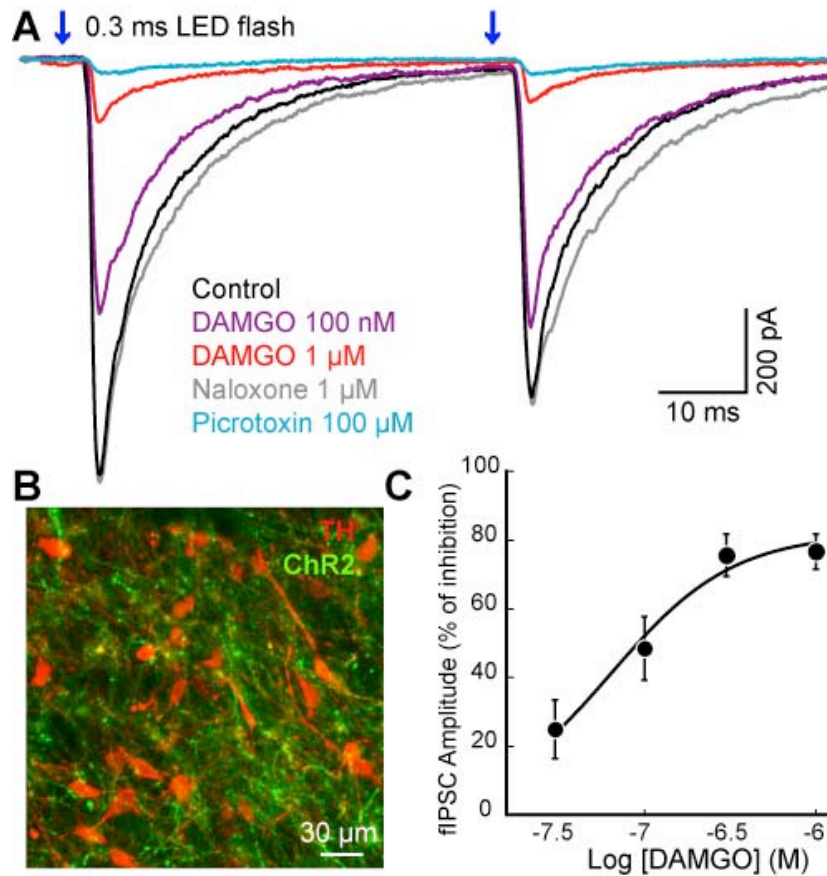 A
0.3 ms LED flash
Control
DAMGO 100 nM
DAMGO 1 µM
Naloxone 1 µM
Picrotoxin 100 µM
200 pA
10 ms
B
TH
ChR2
30 µm
C
fIPSC Amplitude (% of inhibition)
100
80
60
40
20
0
-7.5 -7 -6.5 -6
Log [DAMGO] (M)